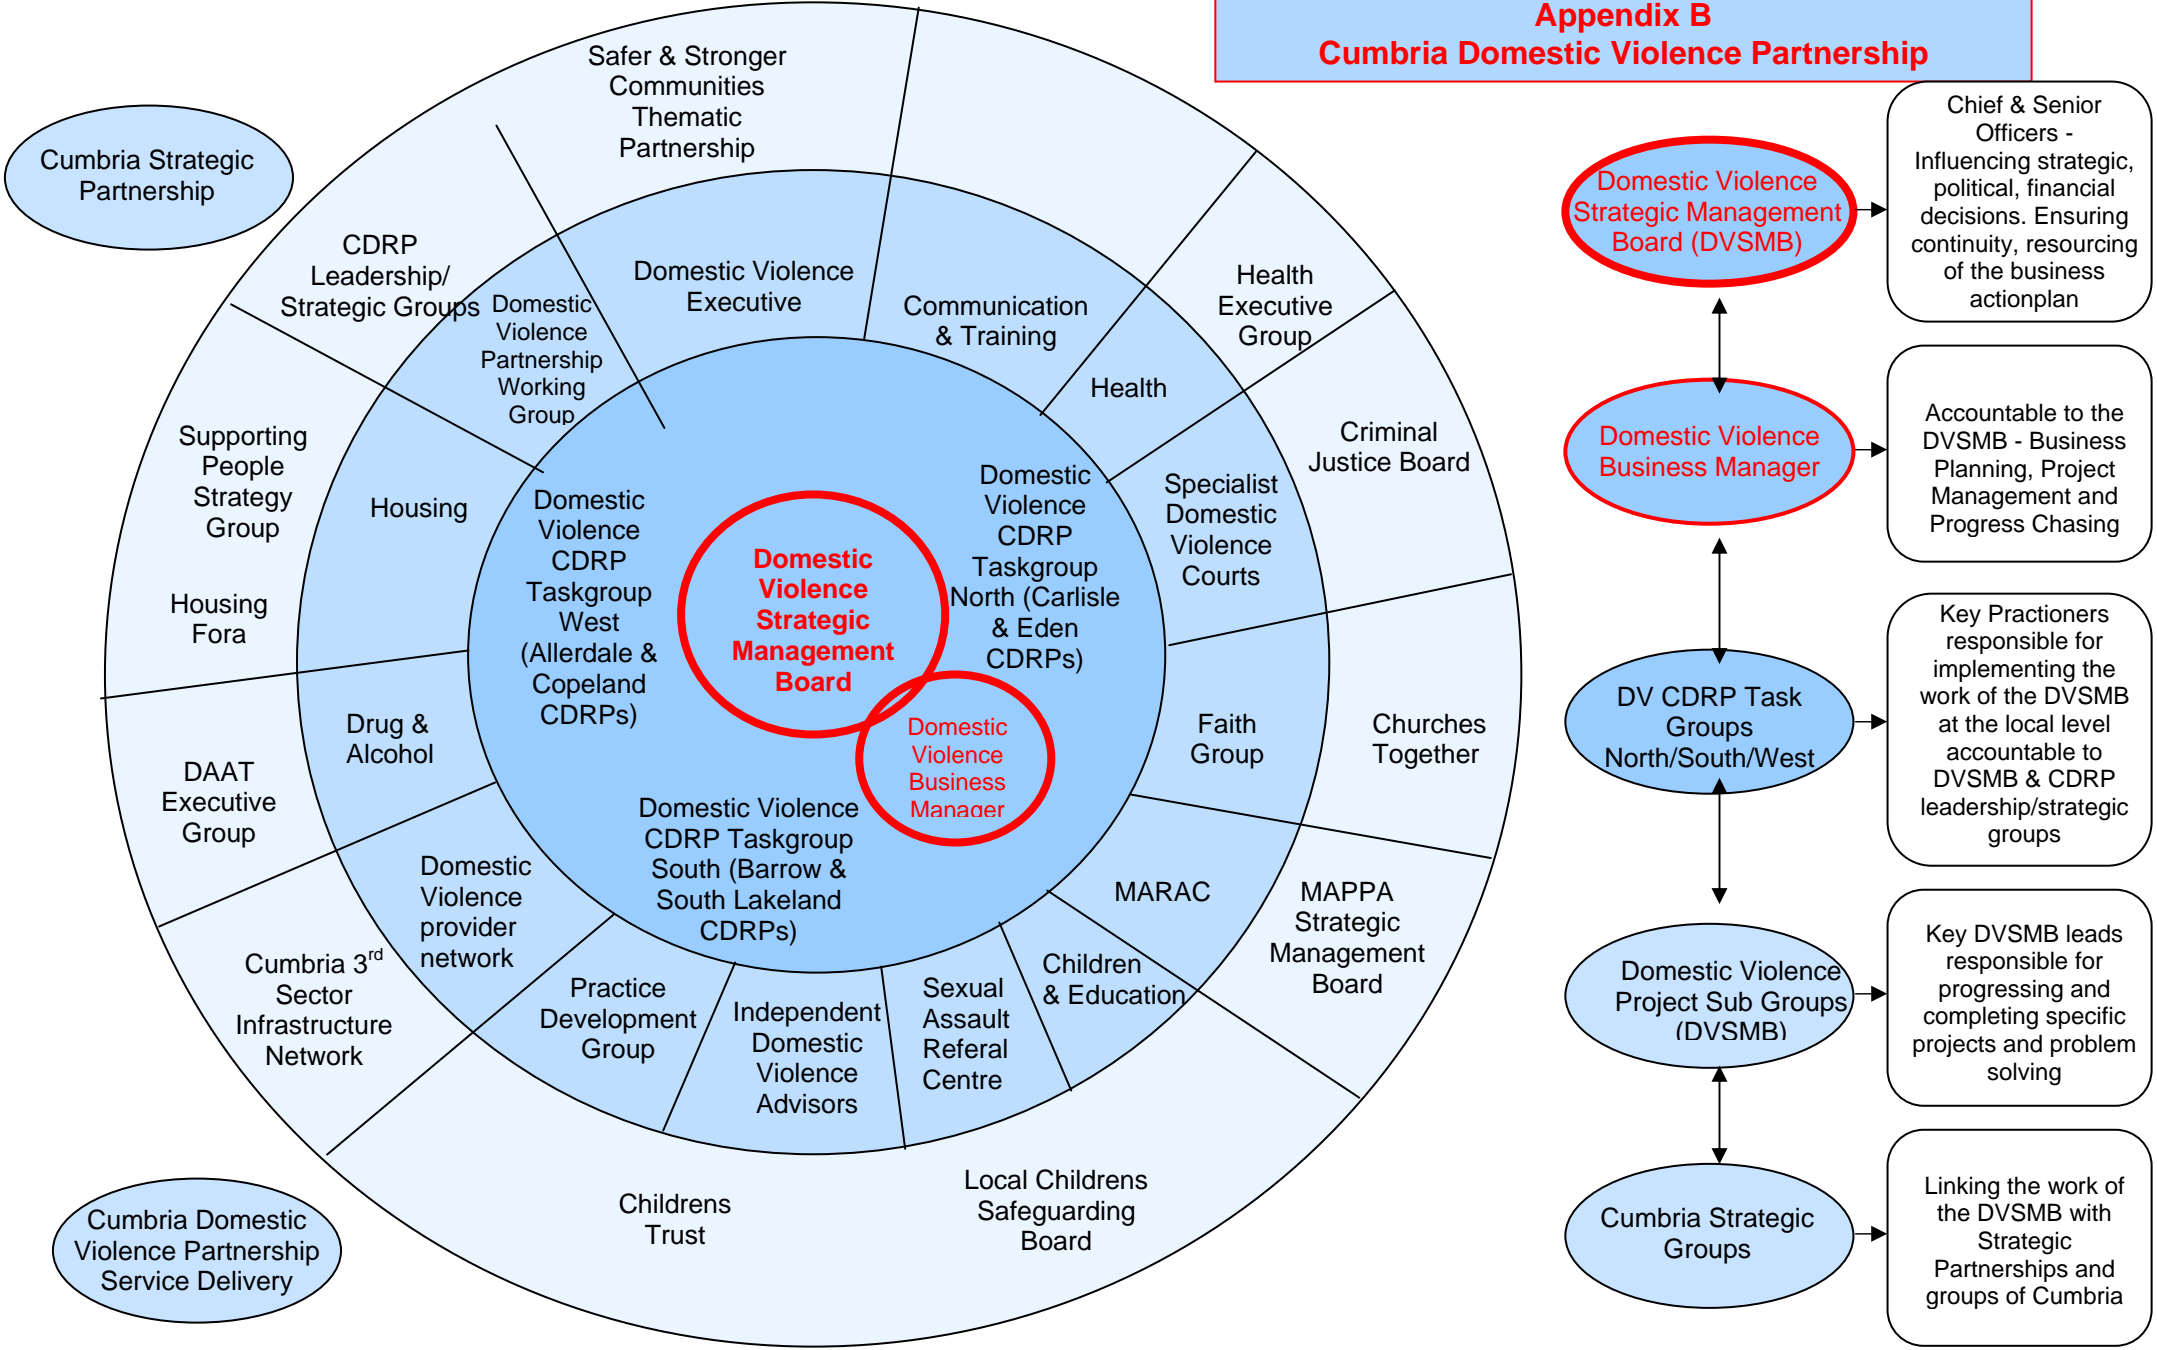 Appendix B
Cumbria Domestic Violence Partnership
Cumbria Strategic
Partnership
Safer & Stronger
Communities
Thematic
Partnership
CDRP
Leadership/
Strategic Groups
Supporting
People
Strategy
Group
Housing
Fora
DAAT
Executive
Group
Cumbria 3rd
Sector
Infrastructure
Network
Childrens
Trust
Local Childrens
Safeguarding
Board
MAPPA
Strategic
Management
Board
Churches
Together
Criminal
Justice Board
Health
Executive
Group
Domestic Violence
Executive
Communication
& Training
Health
Specialist
Domestic
Violence
Courts
Faith
Group
MARAC
Children
& Education
Sexual
Assault
Referal
Centre
Independent
Domestic
Violence
Advisors
Practice
Development
Group
Domestic
Violence
provider
network
Drug &
Alcohol
Housing
Domestic
Violence
Partnership
Working
Group
Domestic
Violence
CDRP
Taskgroup
West
(Allerdale &
Copeland
CDRPs)
Domestic
Violence
CDRP
Taskgroup
North (Carlisle
& Eden
CDRPs)
Domestic Violence
CDRP Taskgroup
South (Barrow &
South Lakeland
CDRPs)
Domestic
Violence
Strategic
Management
Board
Domestic
Violence
Business
Manager
Cumbria Domestic
Violence Partnership
Service Delivery
Domestic Violence
Strategic Management
Board (DVSMB)
Chief & Senior
Officers -
Influencing strategic,
political, financial
decisions. Ensuring
continuity, resourcing
of the business
actionplan
Domestic Violence
Business Manager
Accountable to the
DVSMB - Business
Planning, Project
Management and
Progress Chasing
DV CDRP Task
Groups
North/South/West
Key Practioners
responsible for
implementing the
work of the DVSMB
at the local level
accountable to
DVSMB & CDRP
leadership/strategic
groups
Domestic Violence
Project Sub Groups
(DVSMB)
Key DVSMB leads
responsible for
progressing and
completing specific
projects and problem
solving
Cumbria Strategic
Groups
Linking the work of
the DVSMB with
Strategic
Partnerships and
groups of Cumbria